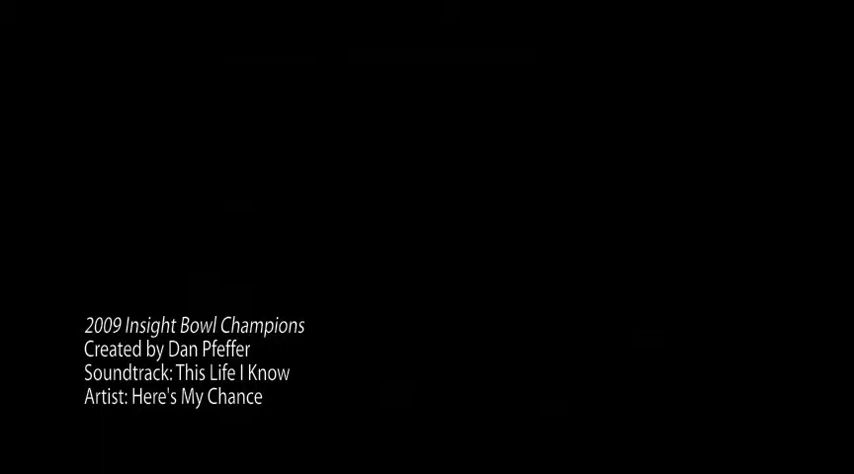 2009 Insight Bowl Champions
Created by Dan Pfeffer
Soundtrack: This Life I Know
Artist: Here's My Chance